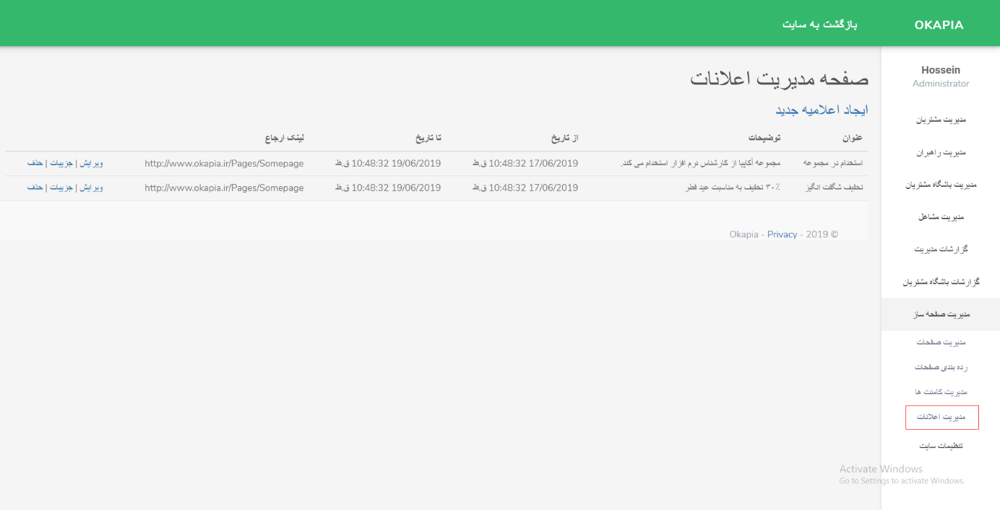 OKAPIA
بازگشت به سایت
Hossein
Administrator
مدیریت مشتریان
مدیریت راهبران
مدیریت باشگاه مشتریان
مدیریت مشاغل
گزارشات مدیریت
گزارشات باشگاه مشتریان
مدیریت صفحه ساز
مدیریت صفحات
رده بندی صفحات
مدیریت کامنت ها
مدیریت اعلانات
تنظیمات سایت
صفحه مدیریت اعلانات
ایجاد اعلامیه جدید
عنوان توضیحات از تاریخ تا تاریخ لینک ارجاع
استخدام در مجموعه مجموعه اُکاپیا از کارشناس نرم افزار استخدام می کند. 17/06/2019 10:48:32 ق.ظ 19/06/2019 10:48:32 ق.ظ http://www.okapia.ir/Pages/Somepage ویرایش | جزییات | حذف
تخفیف شگفت انگیز ۳۰٪ تخفیف به مناسبت عید فطر 17/06/2019 10:48:32 ق.ظ 19/06/2019 10:48:32 ق.ظ http://www.okapia.ir/Pages/Somepage ویرایش | جزییات | حذف
Okapia - Privacy - 2019 ©
Activate Windows
Go to Settings to activate Windows.